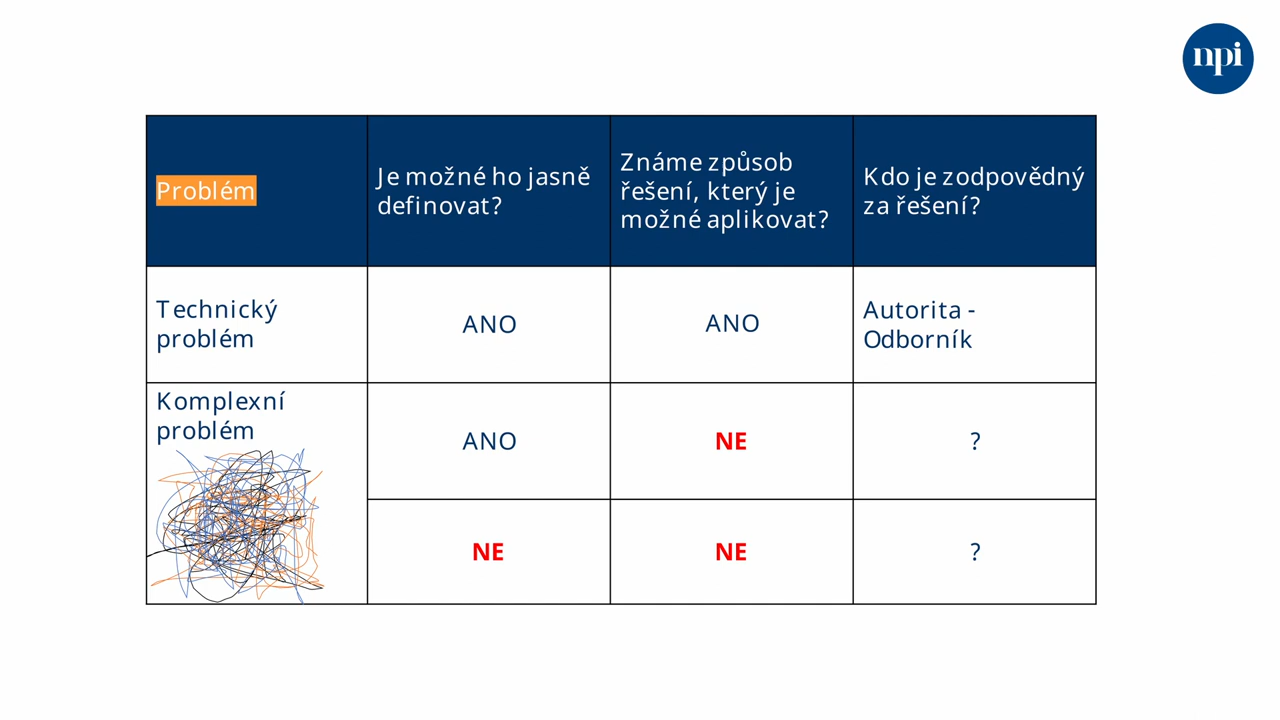 npi
Problém
Je možné ho jasně
definovat?
Známe způsob
řešení, který je
možné aplikovat?
Kdo je zodpovědný
za řešení?
Technický
problém
ANO
ANO
Autorita -
Odborník
Komplexní
problém
ANO
NE
?
NE
NE
?